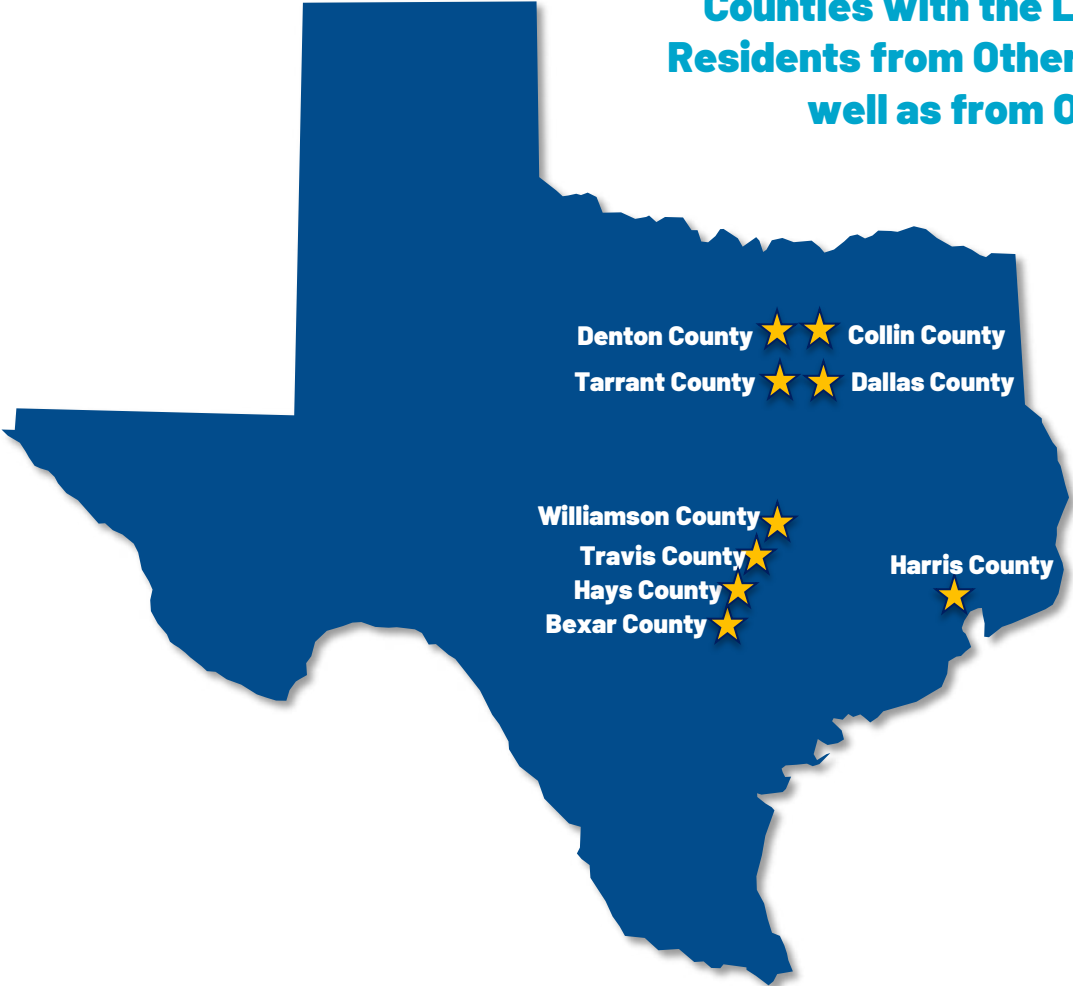 Counties with the
Residents from Other
well as from
Denton County
Collin County
Tarrant County
Dallas County
Williamson County
Travis County
Harris County
Hays County
Bexar County